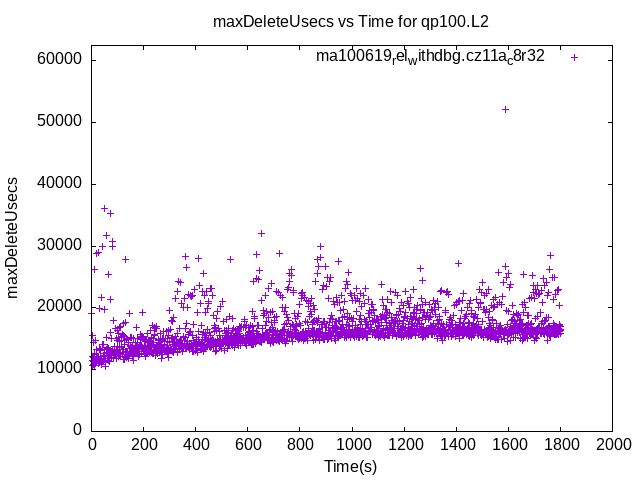 maxDeleteUsecs vs Time for qp100.L2
ma100619relwithdbg.cz11ac8r32
60000
50000
40000
30000
20000
10000
0
maxDeleteUsecs
0 200 400 600 800 1000 1200 1400 1600 1800 2000
Time(s)